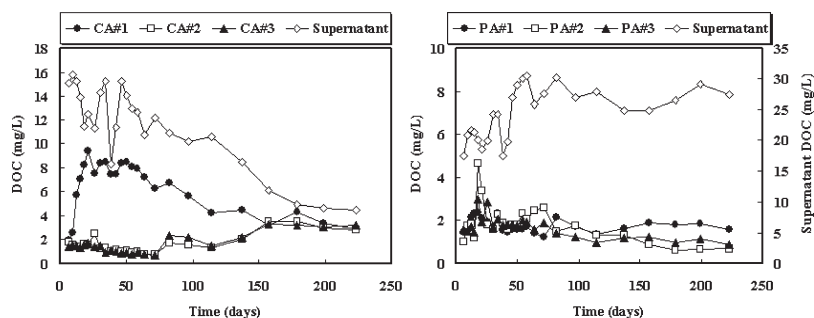 CA#1 CA#2 CA#3 Supernatant
18
16
14
12
10
8
6
4
2
0
DOC (mg/L)
0 50 100 150 200 250
Time (days)
PA#1 PA#2 PA#3 Supernatant
10
8
6
4
2
0
DOC (mg/L)
35
30
25
20
15
10
5
0
Supernatant DOC (mg/L)
0 50 100 150 200 250
Time (days)